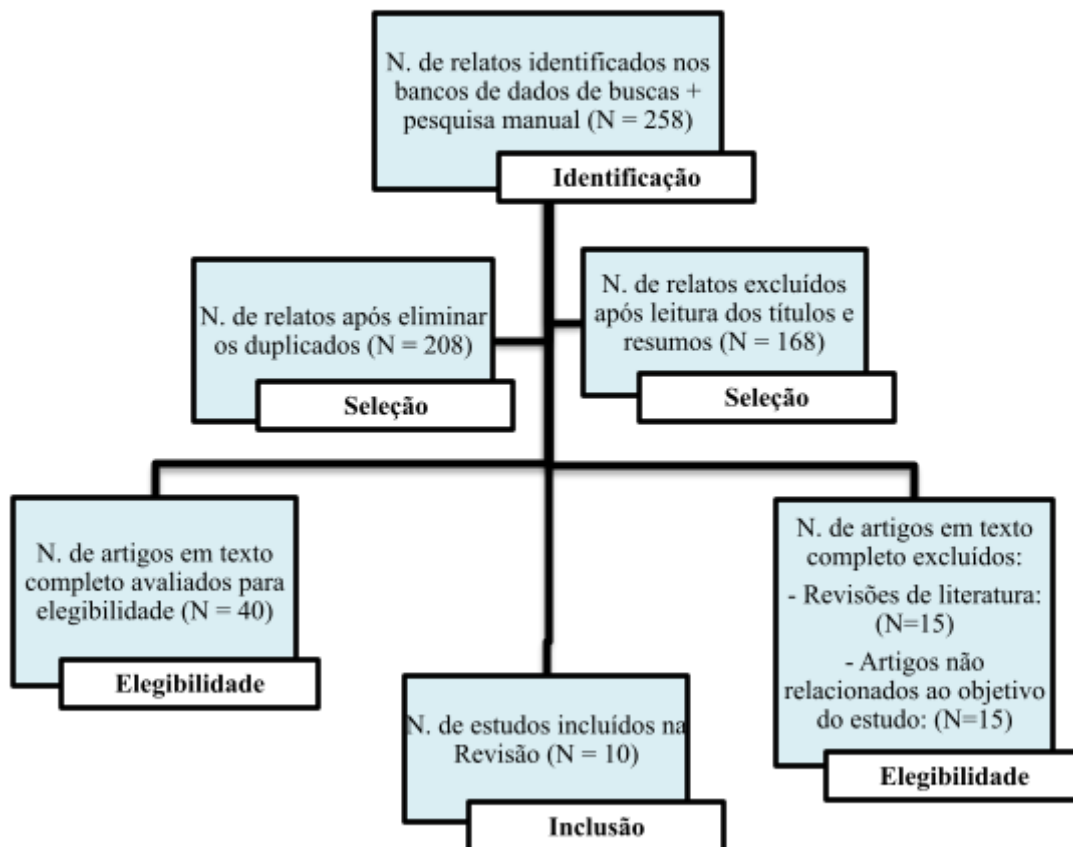 N. de relatos identificados nos
bancos de dados de buscas +
pesquisa manual (N = 258)
Identificação
N. de relatos após eliminar
os duplicados (N = 208)
Seleção
N. de relatos excluídos
após leitura dos títulos e
resumos (N = 168)
Seleção
N. de artigos em texto
completo avaliados para
elegibilidade (N = 40)
Elegibilidade
N. de estudos incluídos na
Revisão (N = 10)
Inclusão
N. de artigos em texto
completo excluídos:
- Revisões de literatura:
(N=15)
- Artigos não
relacionados ao objetivo
do estudo: (N=15)
Elegibilidade